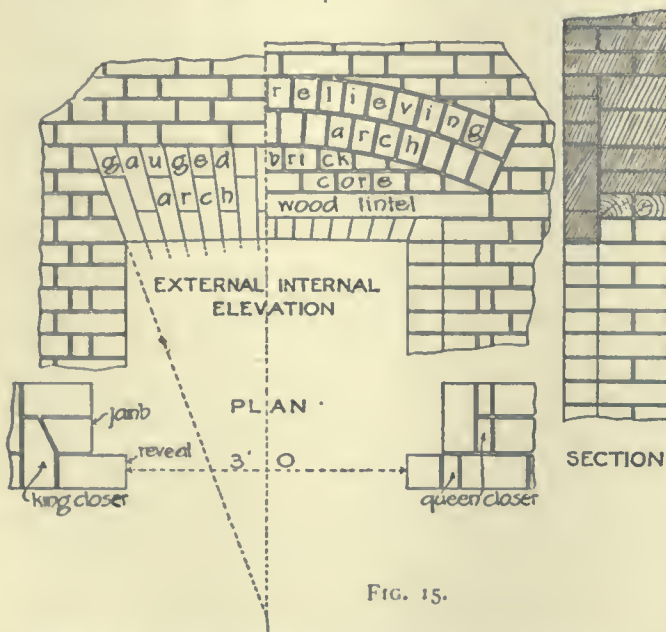 relieving
arch
gauged
arch
brick
core
wood lintel
EXTERNAL INTERNAL
ELEVATION
PLAN
jamb
reveal
3' 0
king closer
queen closer
SECTION
FIG. 15.